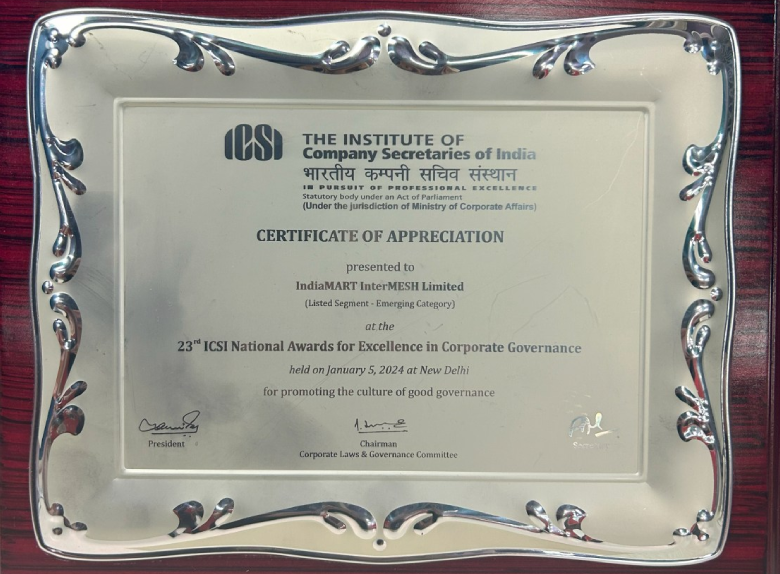 ICSI
THE INSTITUTE OF
Company Secretaries of India
भारतीय कम्पनी सचिव संस्थान
IN PURSUIT OF PROFESSIONAL EXCELLENCE
Statutory body under an Act of Parliament
(Under the jurisdiction of Ministry of Corporate Affairs)
CERTIFICATE OF APPRECIATION
presented to
IndiaMART InterMESH Limited
(Listed Segment - Emerging Category)
at the
23rd ICSI National Awards for Excellence in Corporate Governance
held on January 5, 2024 at New Delhi
for promoting the culture of good governance
President
Chairman
Corporate Laws & Governance Committee